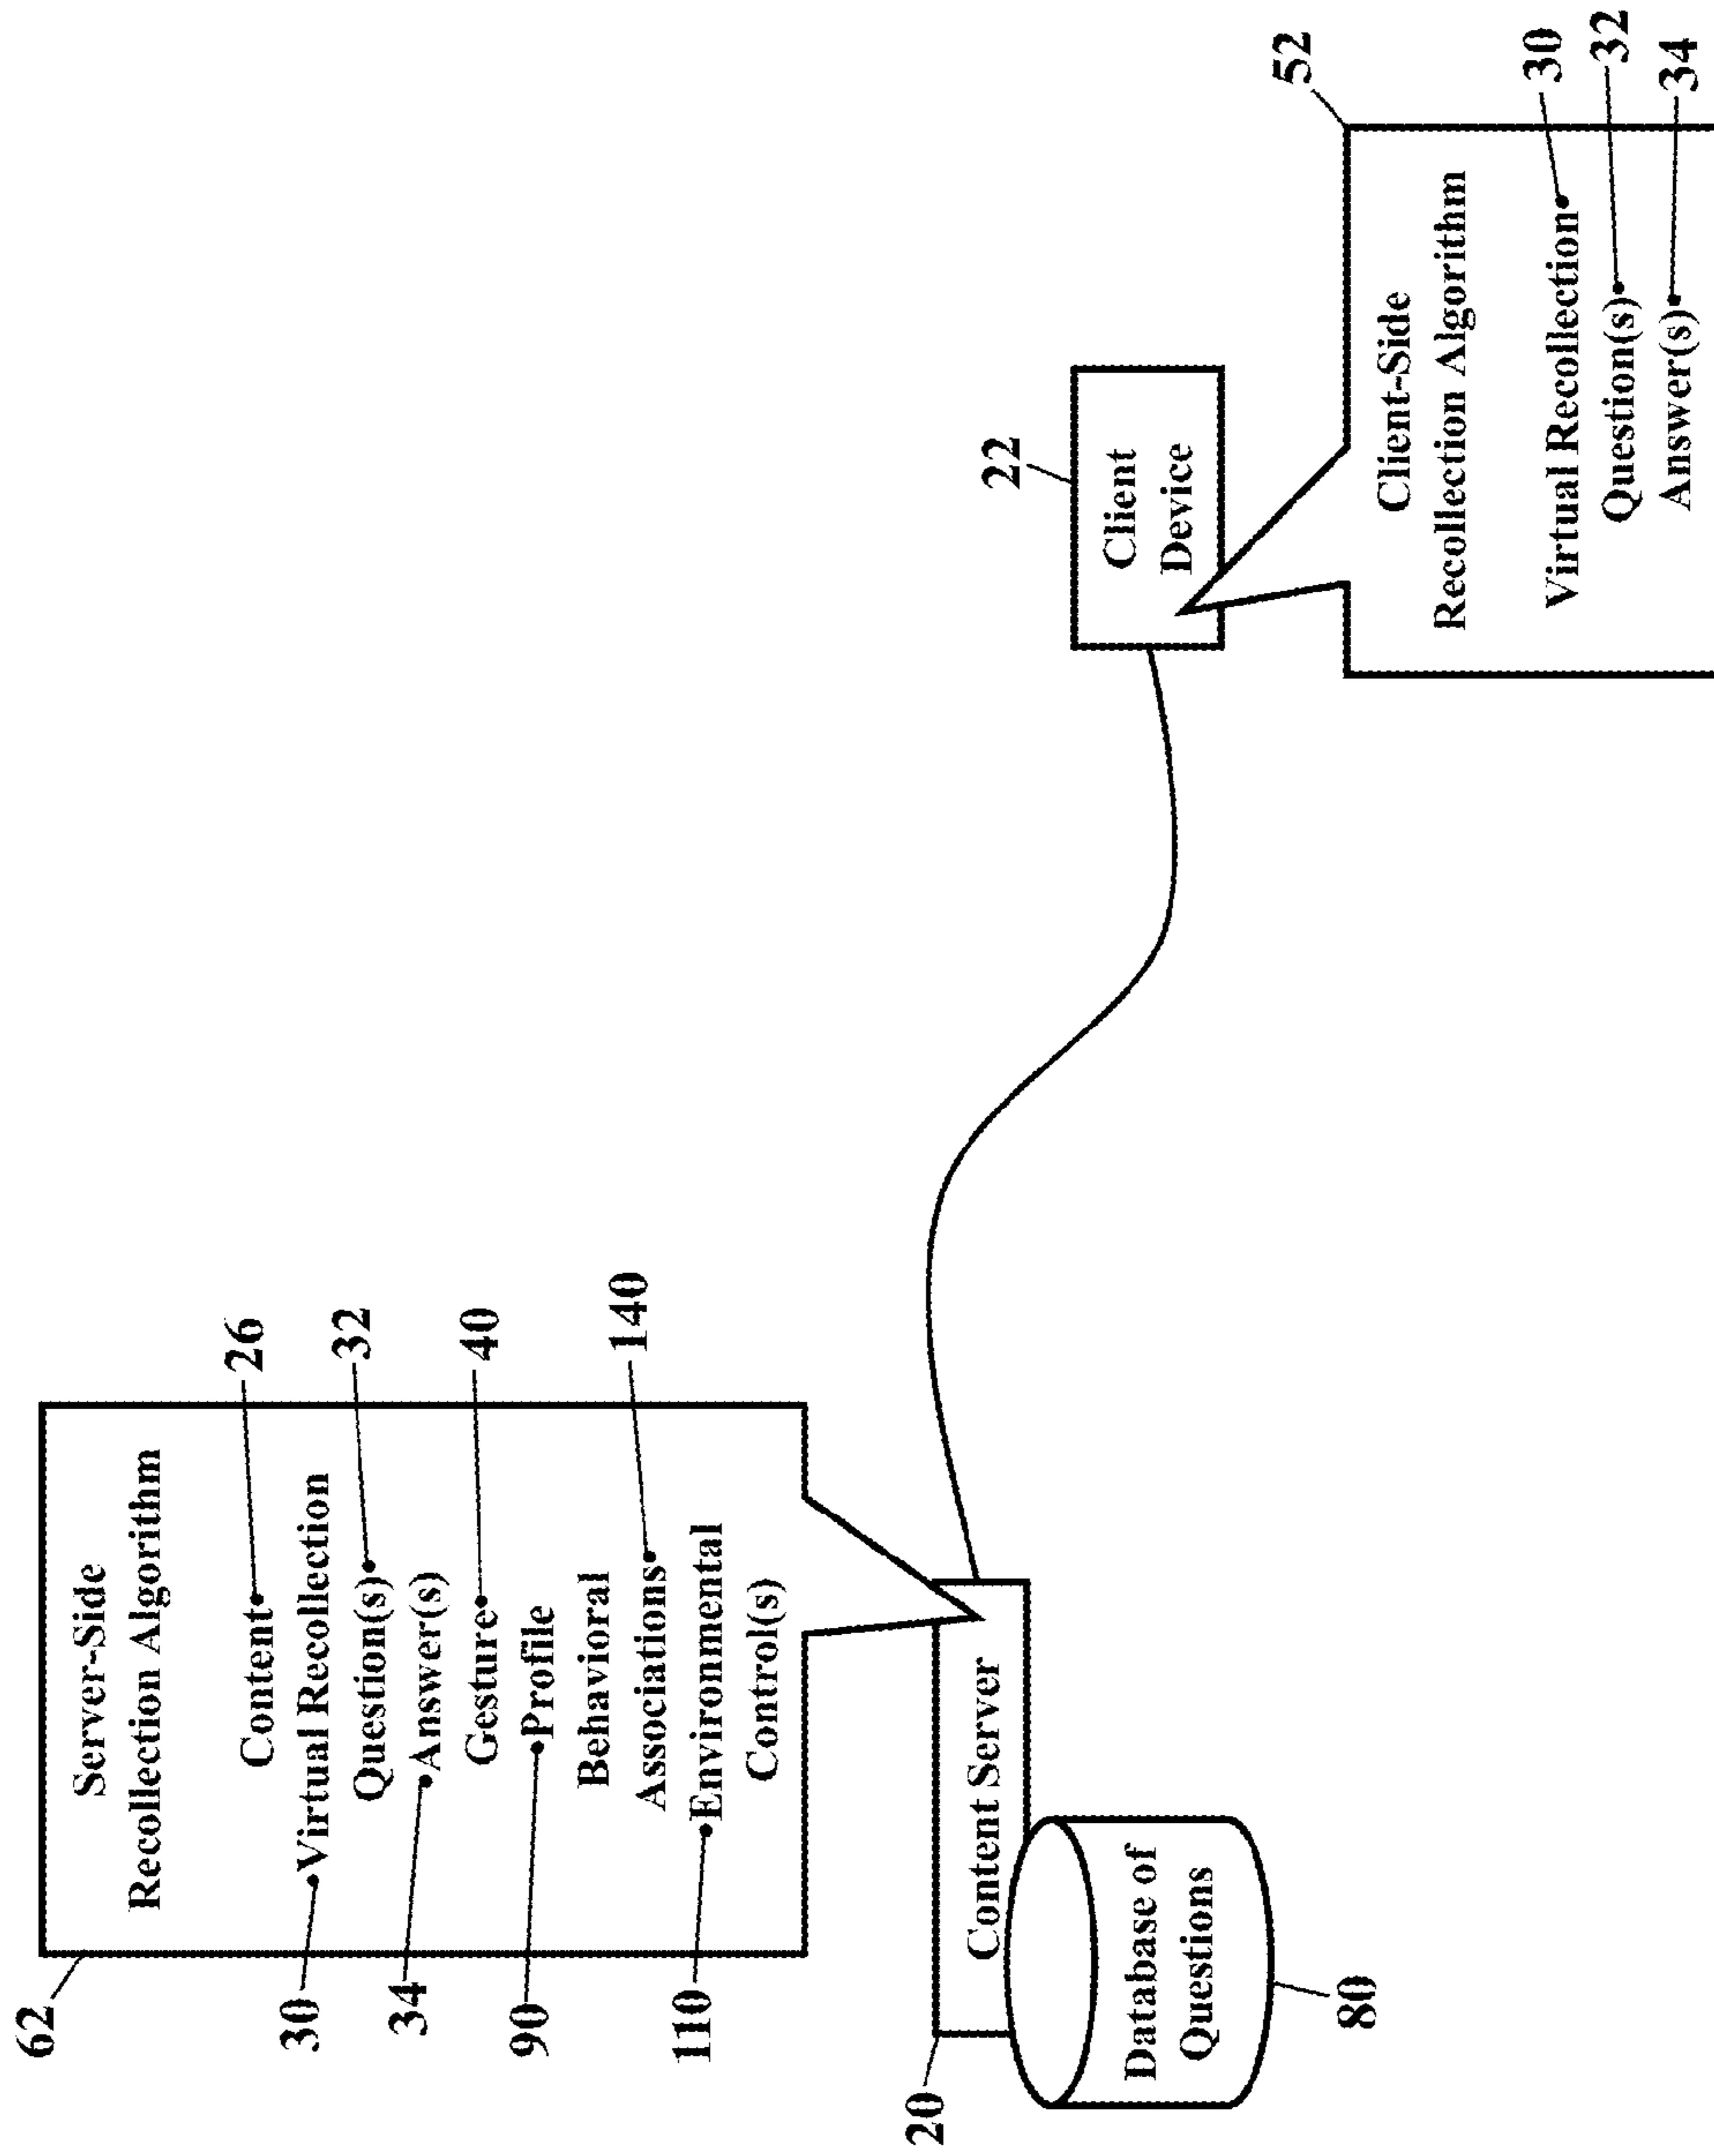 62
Server-Side
Recollection Algorithm
Content
26
30
Virtual Recollection
Question(s)
32
34
Answer(s)
Gesture
40
90
Profile
Behavioral
Associations
140
110
Environmental
Control(s)
20
Content Server
Database of
Questions
80
22
Client
Device
52
Client-Side
Recollection Algorithm
Virtual Recollection
30
Question(s)
32
Answer(s)
34